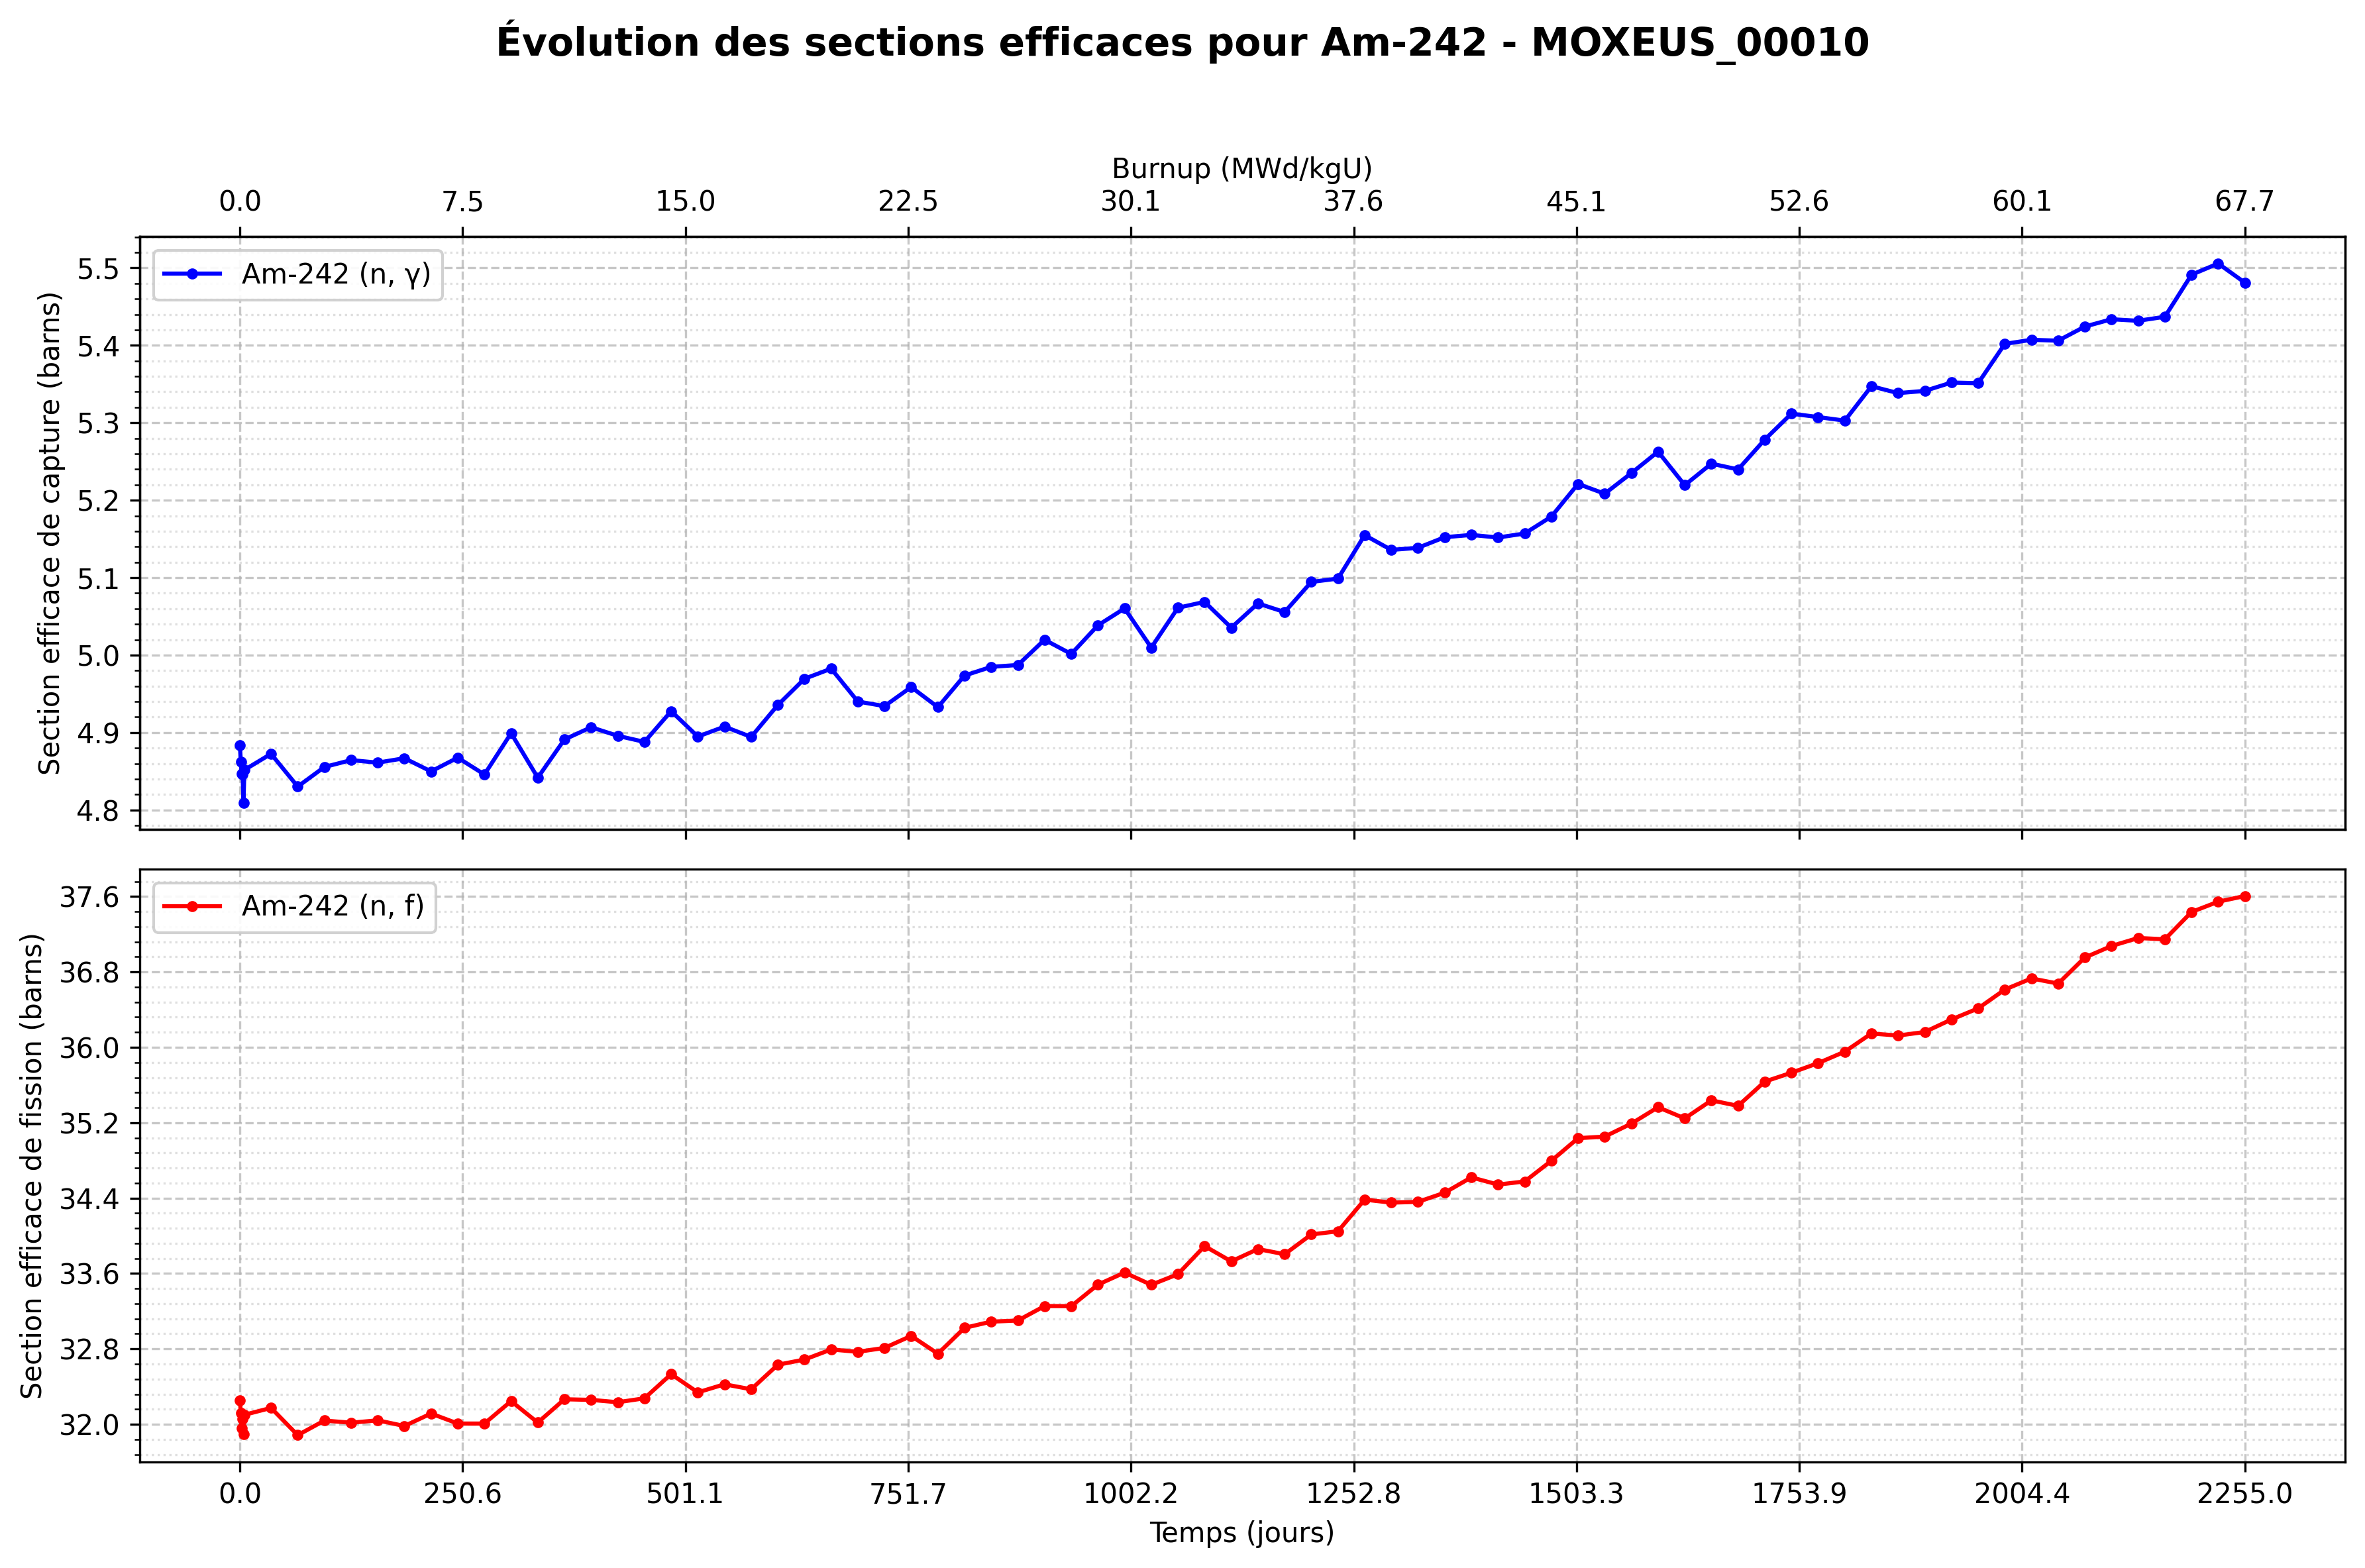 Évolution des sections efficaces pour Am-242 - MOXEUS_00010
Burnup (MWd/kgU)
0.0 7.5 15.0 22.5 30.1 37.6 45.1 52.6 60.1 67.7
Am-242 (n, γ)
Section efficace de capture (barns)
5.5
5.4
5.3
5.2
5.1
5.0
4.9
4.8
Am-242 (n, f)
Section efficace de fission (barns)
37.6
36.8
36.0
35.2
34.4
33.6
32.8
32.0
0.0 250.6 501.1 751.7 1002.2 1252.8 1503.3 1753.9 2004.4 2255.0
Temps (jours)